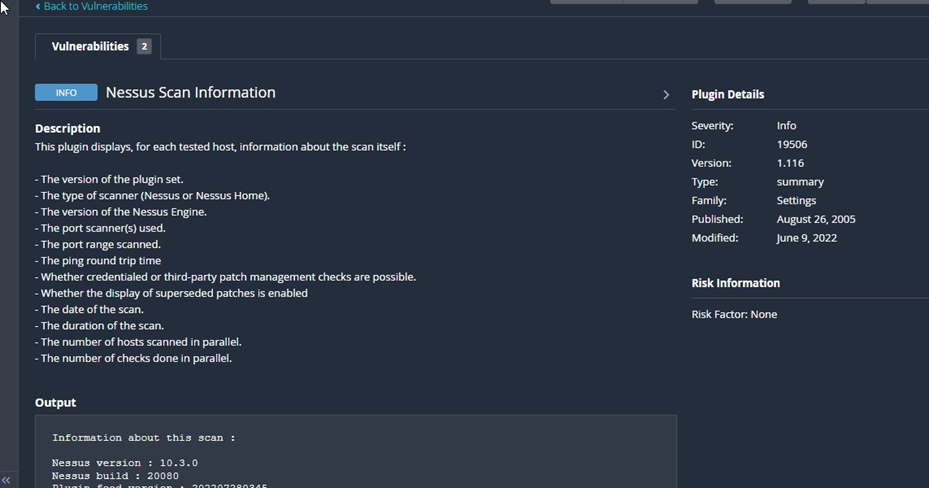 ‹ Back to Vulnerabilities
Vulnerabilities 2
INFO Nessus Scan Information
Description
This plugin displays, for each tested host, information about the scan itself :
- The version of the plugin set.
- The type of scanner (Nessus or Nessus Home).
- The version of the Nessus Engine.
- The port scanner(s) used.
- The port range scanned.
- The ping round trip time
- Whether credentialed or third-party patch management checks are possible.
- Whether the display of superseded patches is enabled
- The date of the scan.
- The duration of the scan.
- The number of hosts scanned in parallel.
- The number of checks done in parallel.
Output
Information about this scan :
Nessus version : 10.3.0
Nessus build : 20080
Plugin feed version : 202207280345
Plugin Details
Severity: Info
ID: 19506
Version: 1.116
Type: summary
Family: Settings
Published: August 26, 2005
Modified: June 9, 2022
Risk Information
Risk Factor: None